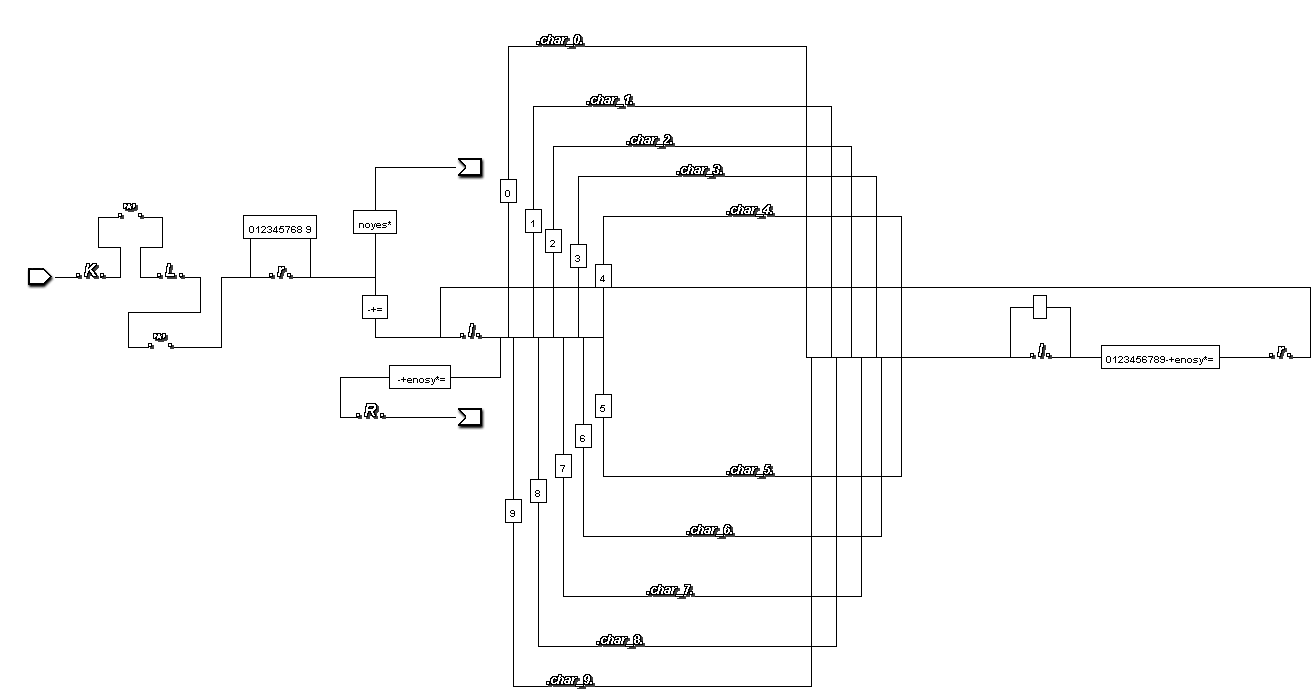 .char_0.
.char_1.
.char_2.
.char_3.
.char_4.
0
1
2
3
4
"*"
012345768 9
noyes*
.K.
.L.
.r.
-+=
"*"
.l.
.l.
0123456789-+enosy*=
.r.
-+enosy*=
.R.
5
6
7
8
9
.char_5.
.char_6.
.char_7.
.char_8.
.char_9.